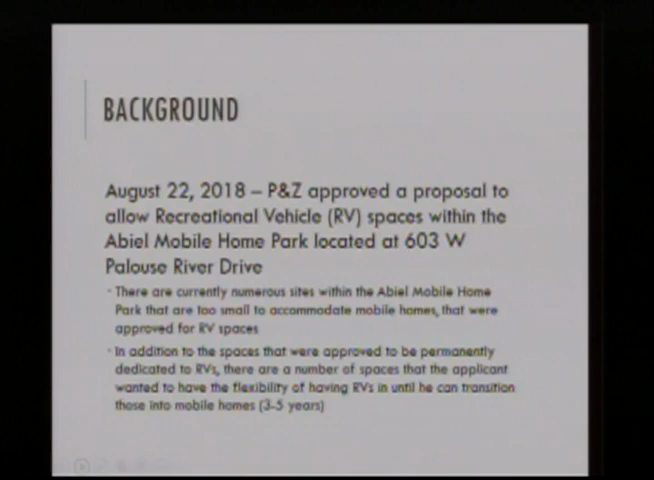 BACKGROUND
August 22, 2018 – P&Z approved a proposal to
allow Recreational Vehicle (RV) spaces within the
Abiel Mobile Home Park located at 603 W
Palouse River Drive
· There are currently numerous sites within the Abiel Mobile Home
Park that are too small to accommodate mobile homes, that were
approved for RV spaces
· In addition to the spaces that were approved to be permanently
dedicated to RVs, there are a number of spaces that the applicant
wanted to have the flexibility of having RVs in until he can transition
those into mobile homes (3-5 years)